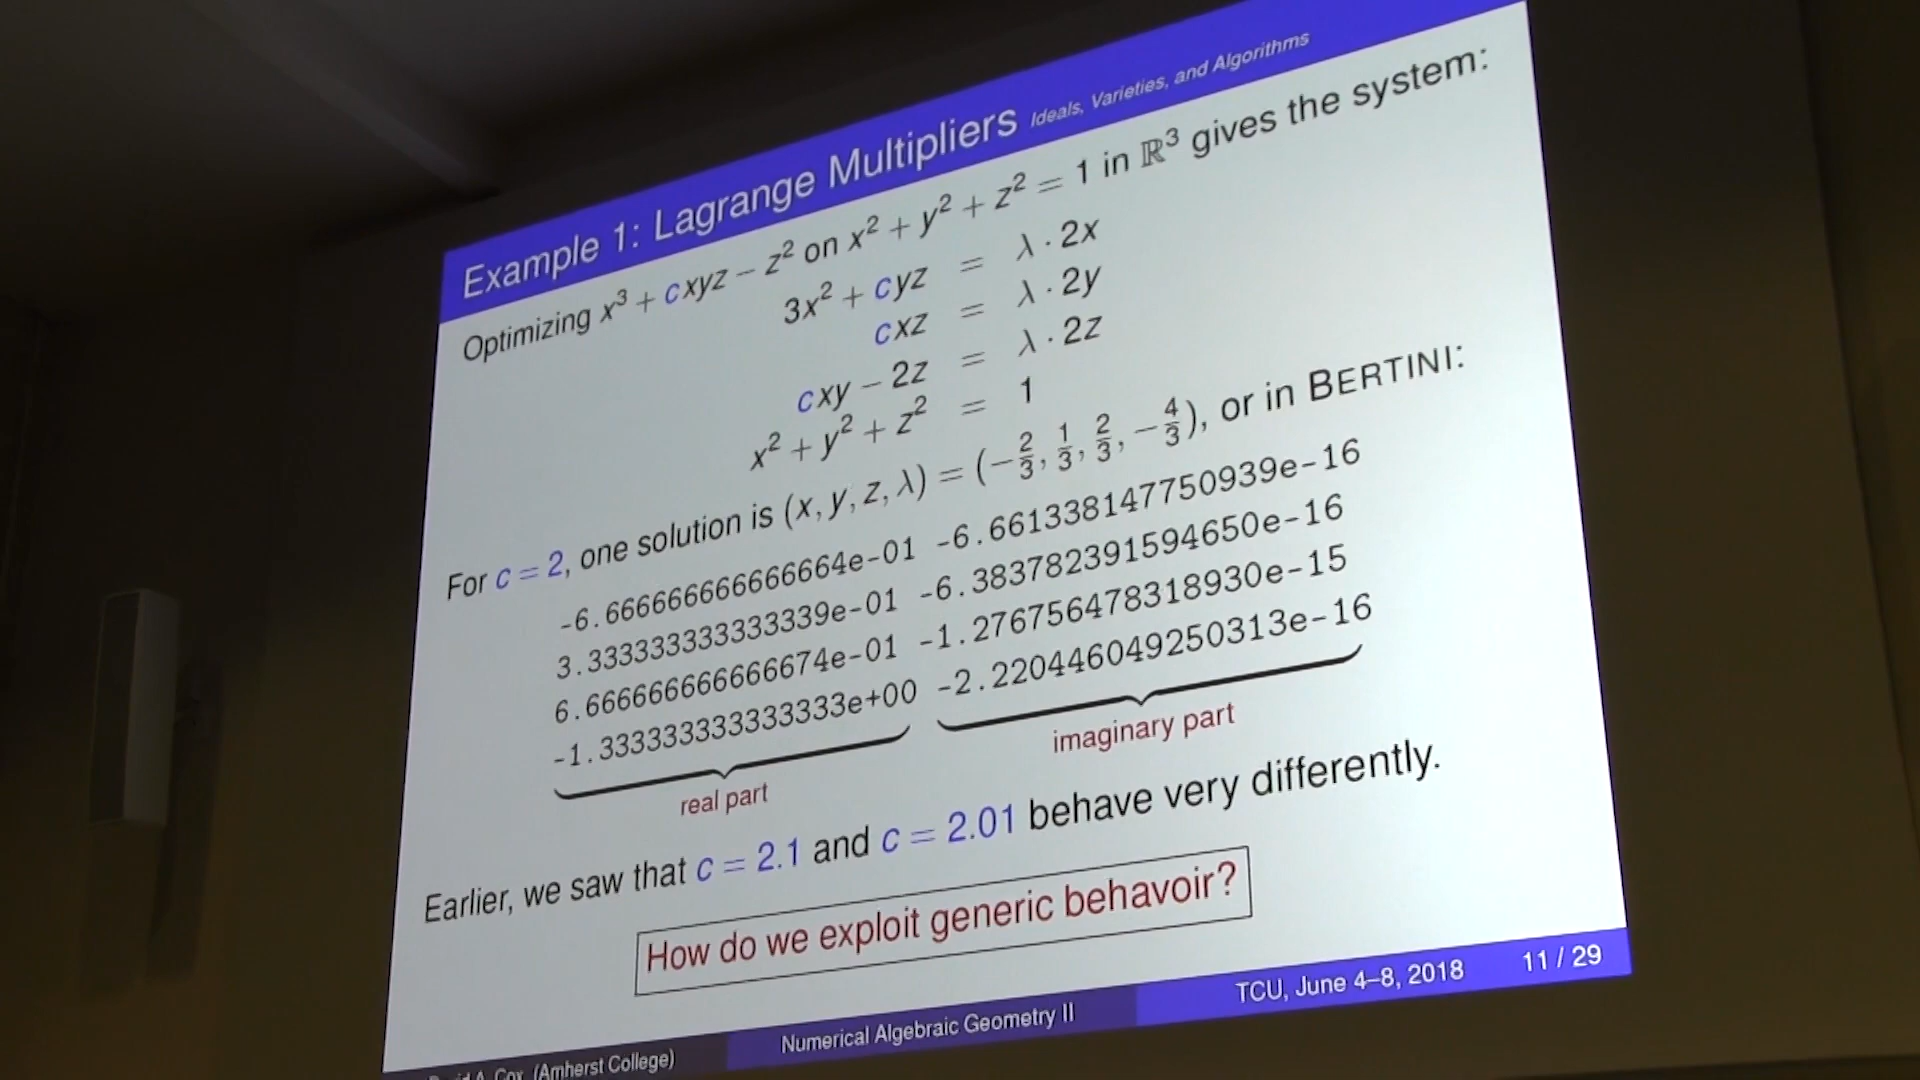 Example 1: Lagrange Multipliers Ideals, Varieties, and Algorithms
Optimizing x³ + cxyz − z² on x² + y² + z² = 1 in ℝ³ gives the system:
3x² + cyz = λ · 2x
cxz = λ · 2y
cxy − 2z = λ · 2z
x² + y² + z² = 1
For c = 2, one solution is (x, y, z, λ) = (−2/3, 1/3, 2/3, −4/3), or in BERTINI:
-6.66666666666664e-01 -6.661338147750939e-16
3.33333333333339e-01 -6.383782391594650e-16
6.66666666666674e-01 -1.276756478318930e-15
-1.33333333333333e+00 -2.220446049250313e-16
real part imaginary part
Earlier, we saw that c = 2.1 and c = 2.01 behave very differently.
How do we exploit generic behavoir?
A. Cox (Amherst College) Numerical Algebraic Geometry II TCU, June 4–8, 2018 11 / 29